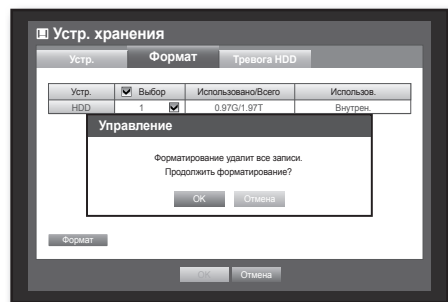 Устр. хранения
Устр. Формат Тревога HDD
Устр. Выбор Использовано/Всего Использов.
HDD 1 0.97G/1.97T Внутрен.
Управление
Форматирование удалит все записи.
Продолжить форматирование?
OK Отмена
Формат
OK Отмена